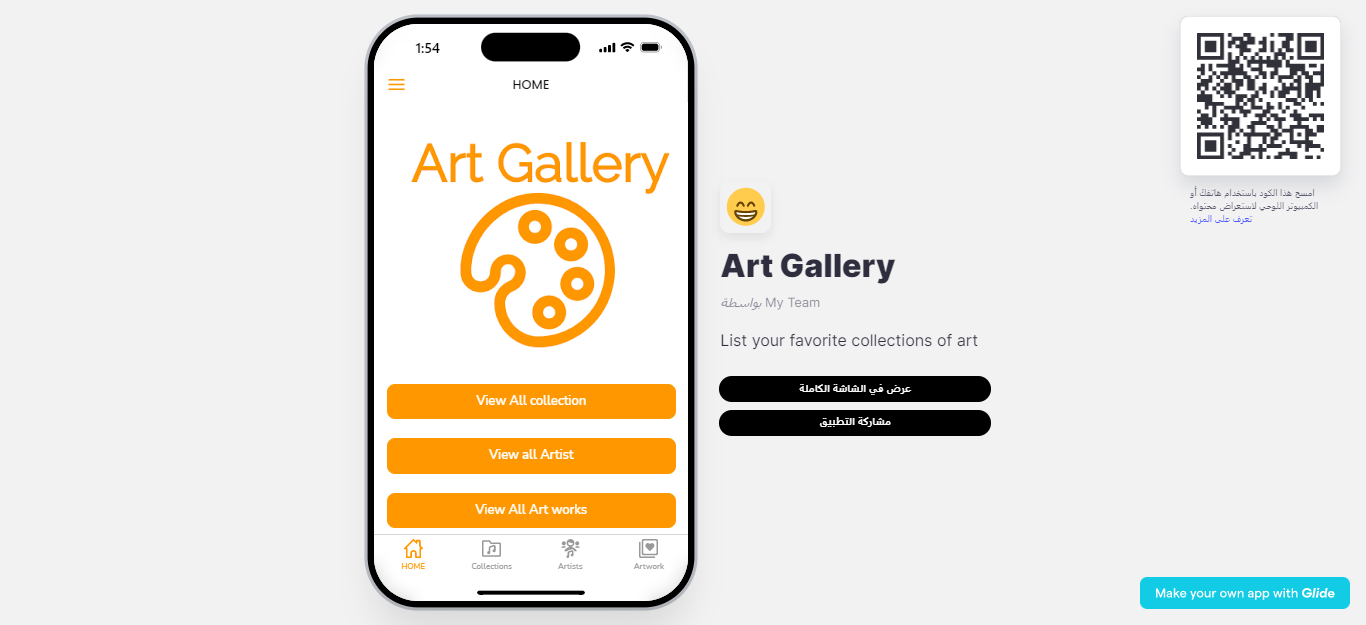 1:54
HOME
Art Gallery
View All collection
View all Artist
View All Art works
HOME
Collections
Artists
Artwork
Art Gallery
بواسطة My Team
List your favorite collections of art
عرض في الشاشة الكاملة
مشاركة التطبيق
امسح هذا الكود باستخدام هاتفك أو
الكمبيوتر اللوحي لاستعراض محتواه.
تعرف على المزيد
Make your own app with Glide